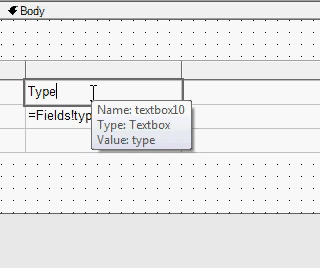 Body
Type
=Fields!typ
Name: textbox10
Type: Textbox
Value: type